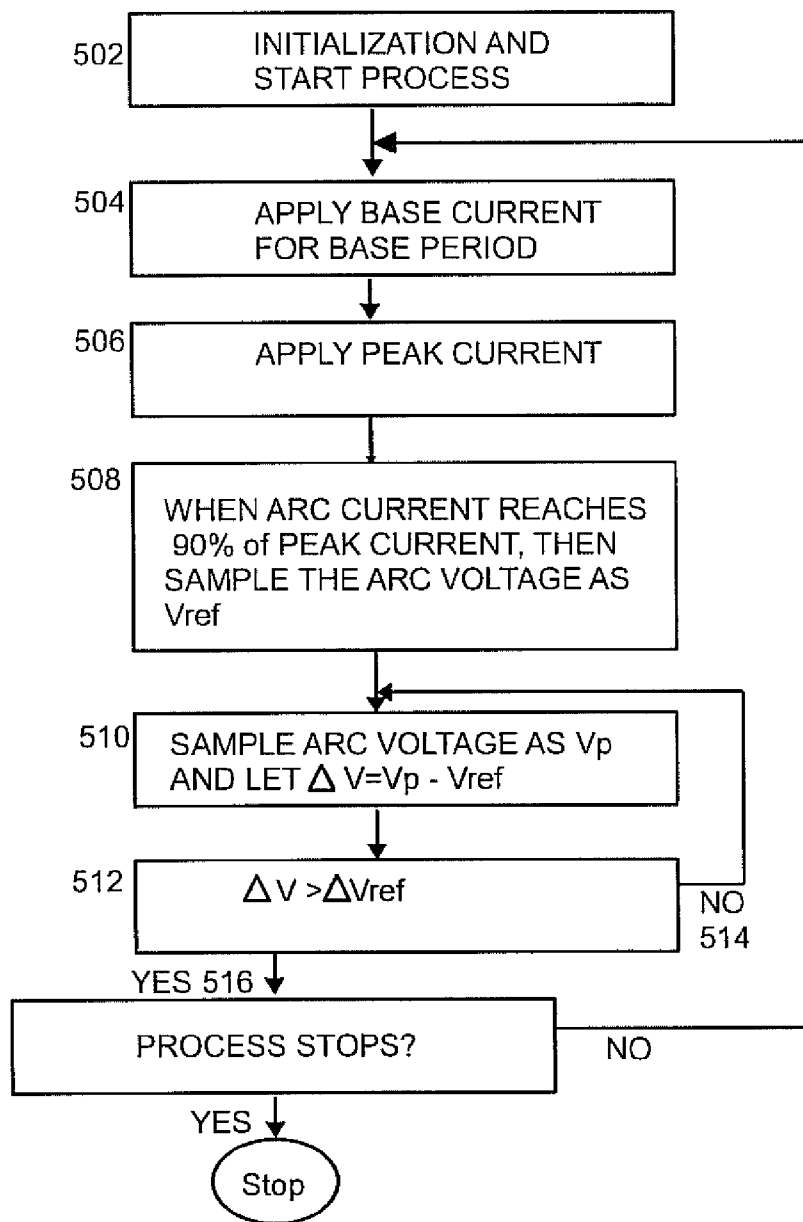 502
INITIALIZATION AND
START PROCESS
504
APPLY BASE CURRENT
FOR BASE PERIOD
506
APPLY PEAK CURRENT
508
WHEN ARC CURRENT REACHES
90% of PEAK CURRENT, THEN
SAMPLE THE ARC VOLTAGE AS
Vref
510
SAMPLE ARC VOLTAGE AS Vp
AND LET Δ V=Vp - Vref
512
Δ V >ΔVref
NO
514
YES 516
PROCESS STOPS?
NO
YES
Stop